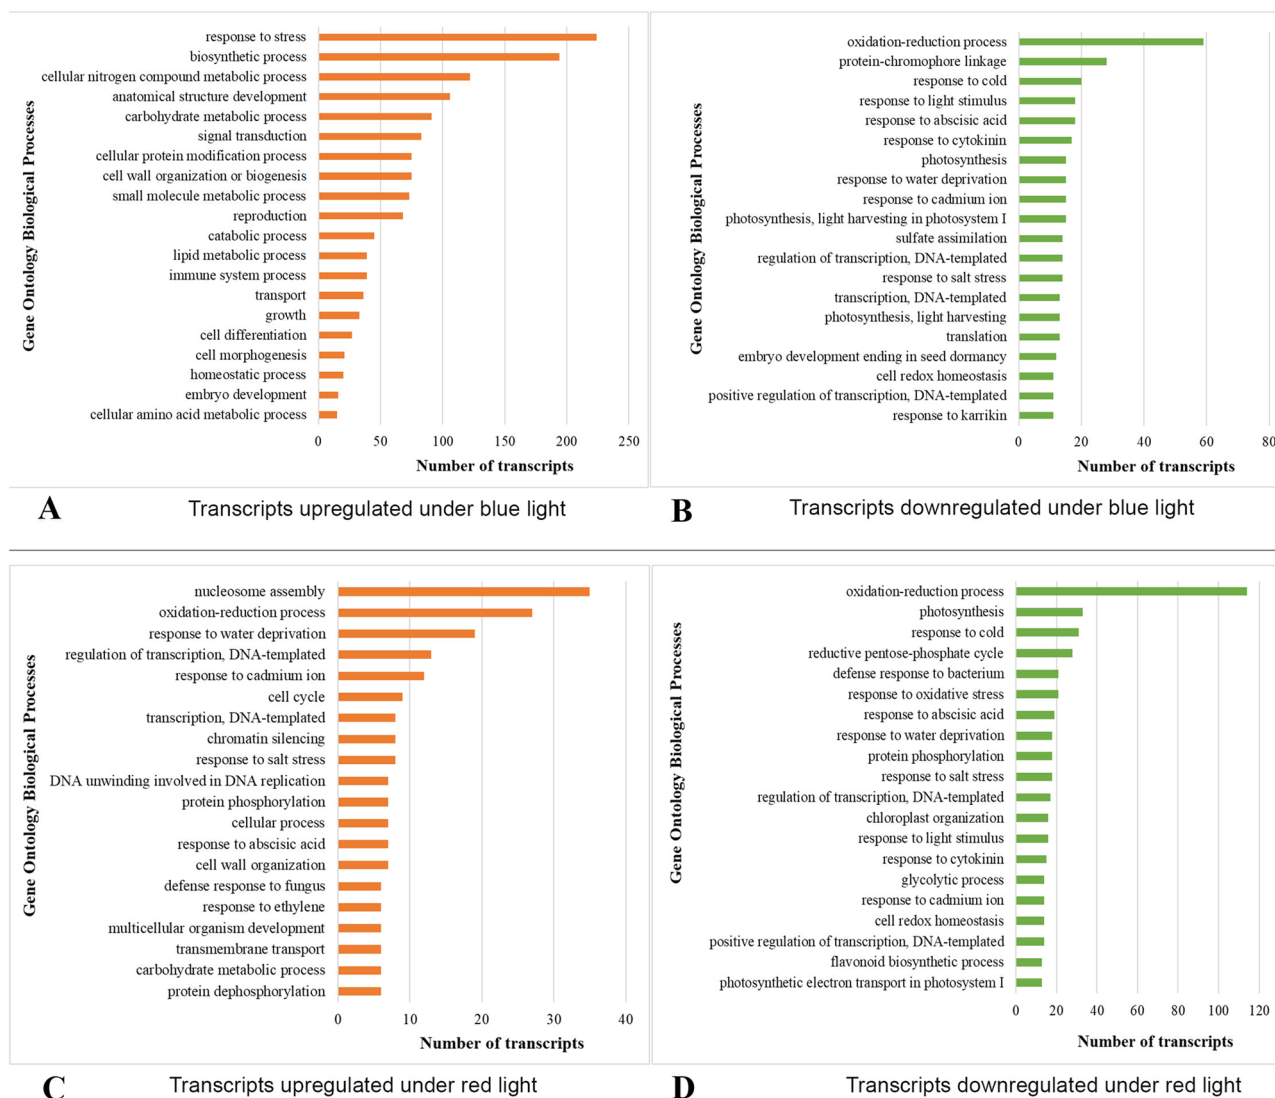 Gene Ontology Biological Processes
response to stress
biosynthetic process
cellular nitrogen compound metabolic process
anatomical structure development
carbohydrate metabolic process
signal transduction
cellular protein modification process
cell wall organization or biogenesis
small molecule metabolic process
reproduction
catabolic process
lipid metabolic process
immune system process
transport
growth
cell differentiation
cell morphogenesis
homeostatic process
embryo development
cellular amino acid metabolic process
0 50 100 150 200 250
Number of transcripts
A Transcripts upregulated under blue light
Gene Ontology Biological Processes
oxidation-reduction process
protein-chromophore linkage
response to cold
response to light stimulus
response to abscisic acid
response to cytokinin
photosynthesis
response to water deprivation
response to cadmium ion
photosynthesis, light harvesting in photosystem I
sulfate assimilation
regulation of transcription, DNA-templated
response to salt stress
transcription, DNA-templated
photosynthesis, light harvesting
translation
embryo development ending in seed dormancy
cell redox homeostasis
positive regulation of transcription, DNA-templated
response to karrikin
0 20 40 60 80
Number of transcripts
B Transcripts downregulated under blue light
Gene Ontology Biological Processes
nucleosome assembly
oxidation-reduction process
response to water deprivation
regulation of transcription, DNA-templated
response to cadmium ion
cell cycle
transcription, DNA-templated
chromatin silencing
response to salt stress
DNA unwinding involved in DNA replication
protein phosphorylation
cellular process
response to abscisic acid
cell wall organization
defense response to fungus
response to ethylene
multicellular organism development
transmembrane transport
carbohydrate metabolic process
protein dephosphorylation
0 10 20 30 40
Number of transcripts
C Transcripts upregulated under red light
Gene Ontology Biological Processes
oxidation-reduction process
photosynthesis
response to cold
reductive pentose-phosphate cycle
defense response to bacterium
response to oxidative stress
response to abscisic acid
response to water deprivation
protein phosphorylation
response to salt stress
regulation of transcription, DNA-templated
chloroplast organization
response to light stimulus
response to cytokinin
glycolytic process
response to cadmium ion
cell redox homeostasis
positive regulation of transcription, DNA-templated
flavonoid biosynthetic process
photosynthetic electron transport in photosystem I
0 20 40 60 80 100 120
Number of transcripts
D Transcripts downregulated under red light